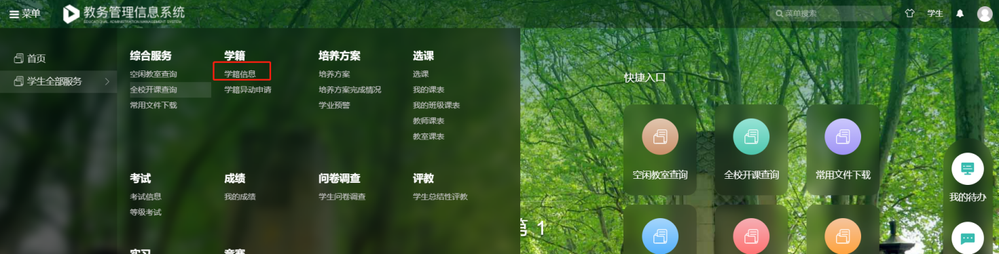 菜单
教务管理信息系统
EDUCATIONAL ADMINISTRATION MANAGEMENT SYSTEM
菜单搜索
学生
首页
学生全部服务
综合服务
空闲教室查询
全校开课查询
常用文件下载
学籍
学籍信息
学籍异动申请
培养方案
培养方案
培养方案完成情况
学业预警
选课
选课
我的课表
我的班级课表
教师课表
教室课表
考试
考试信息
等级考试
成绩
我的成绩
问卷调查
学生问卷调查
评教
学生总结性评教
实习
竞赛
第 1
快捷入口
空闲教室查询
全校开课查询
常用文件下载
我的待办